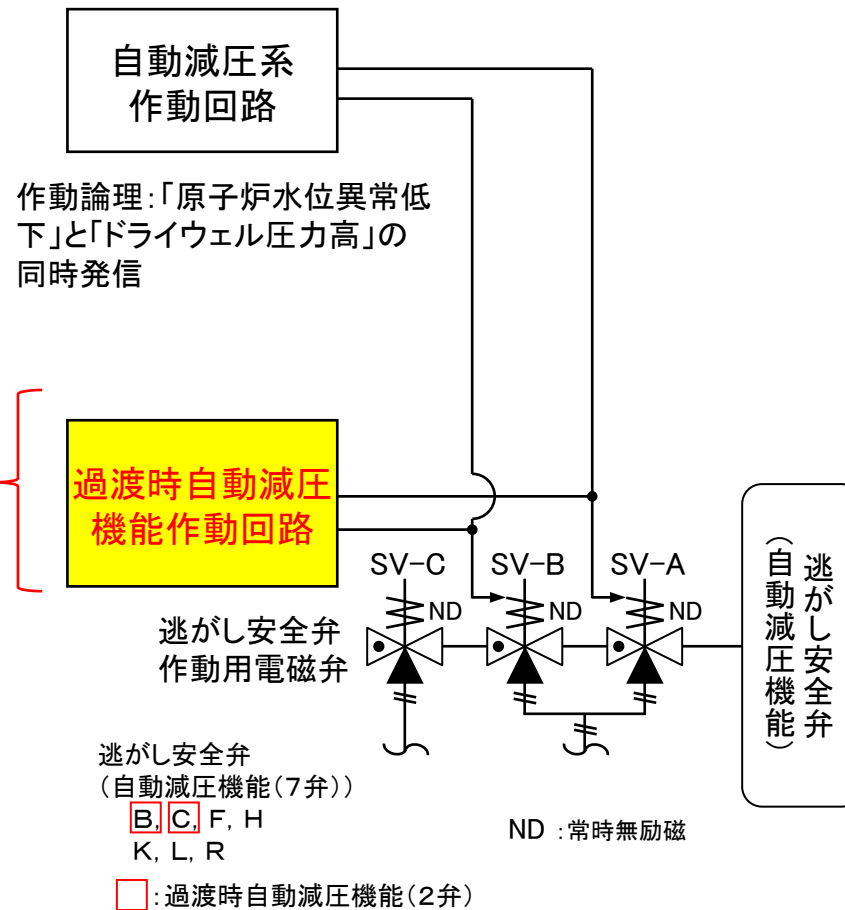 自動減圧系
作動回路
作動論理:「原子炉水位異常低
下」と「ドライウェル圧力高」の
同時発信
過渡時自動減圧
機能作動回路
SV-C
SV-B
SV-A
ND
ND
ND
逃がし安全弁
作動用電磁弁
逃がし安全弁
(自動減圧機能)
逃がし安全弁
(自動減圧機能(7弁))
B, C, F, H
K, L, R
ND :常時無励磁
:過渡時自動減圧機能(2弁)